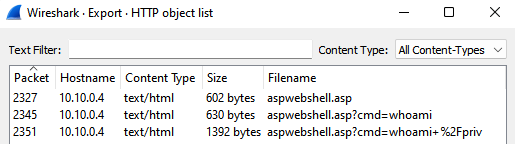 Wireshark · Export · HTTP object list
Text Filter: Content Type: All Content-Types
Packet Hostname Content Type Size Filename
2327 10.10.0.4 text/html 602 bytes aspwebshell.asp
2345 10.10.0.4 text/html 630 bytes aspwebshell.asp?cmd=whoami
2351 10.10.0.4 text/html 1392 bytes aspwebshell.asp?cmd=whoami+%2Fpriv